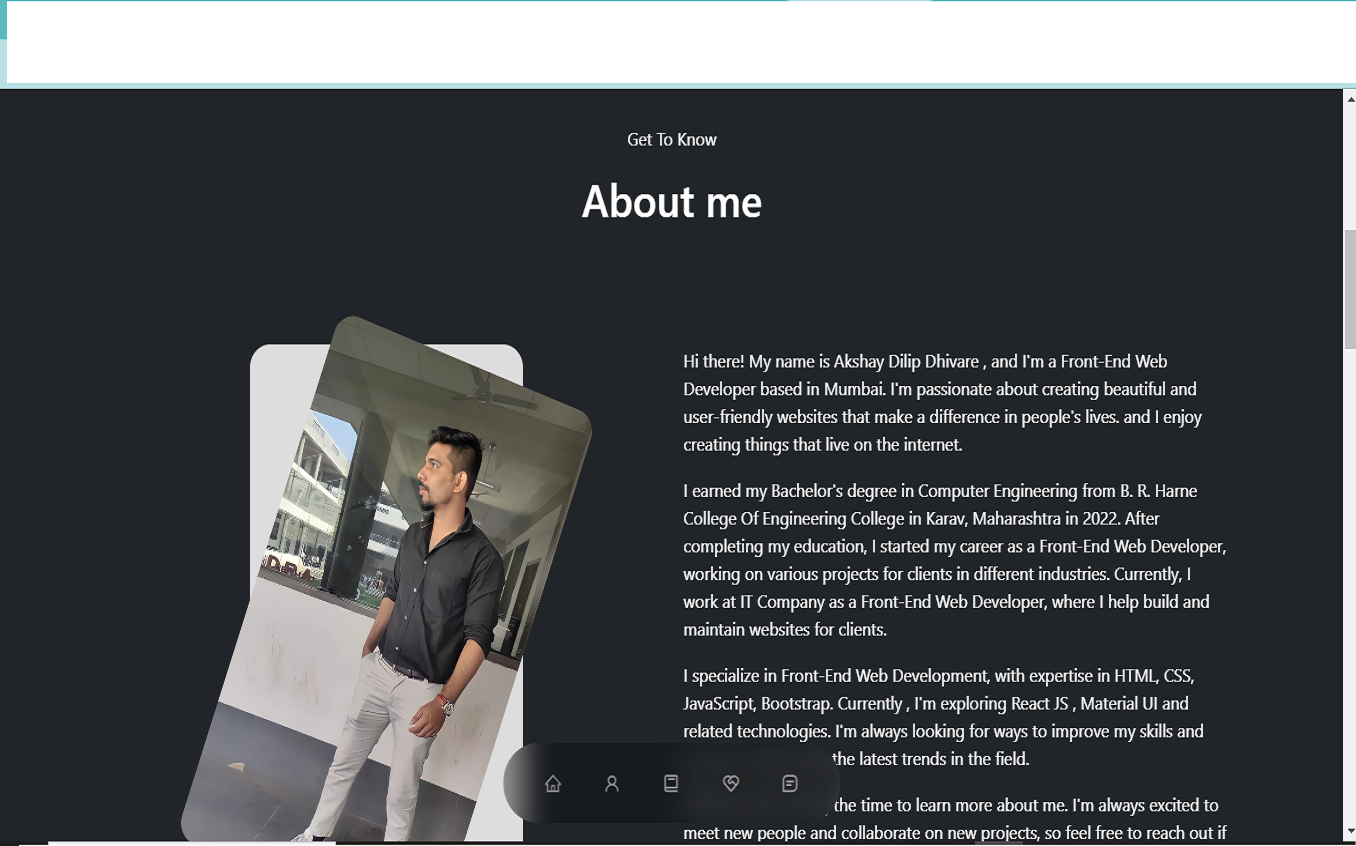 Get To Know
About me
Hi there! My name is Akshay Dilip Dhivare , and I'm a Front-End Web
Developer based in Mumbai. I'm passionate about creating beautiful and
user-friendly websites that make a difference in people's lives. and I enjoy
creating things that live on the internet.
I earned my Bachelor's degree in Computer Engineering from B. R. Harne
College Of Engineering College in Karav, Maharashtra in 2022. After
completing my education, I started my career as a Front-End Web Developer,
working on various projects for clients in different industries. Currently, I
work at IT Company as a Front-End Web Developer, where I help build and
maintain websites for clients.
I specialize in Front-End Web Development, with expertise in HTML, CSS,
JavaScript, Bootstrap. Currently , I'm exploring React JS , Material UI and
related technologies. I'm always looking for ways to improve my skills and
the latest trends in the field.
the time to learn more about me. I'm always excited to
meet new people and collaborate on new projects, so feel free to reach out if